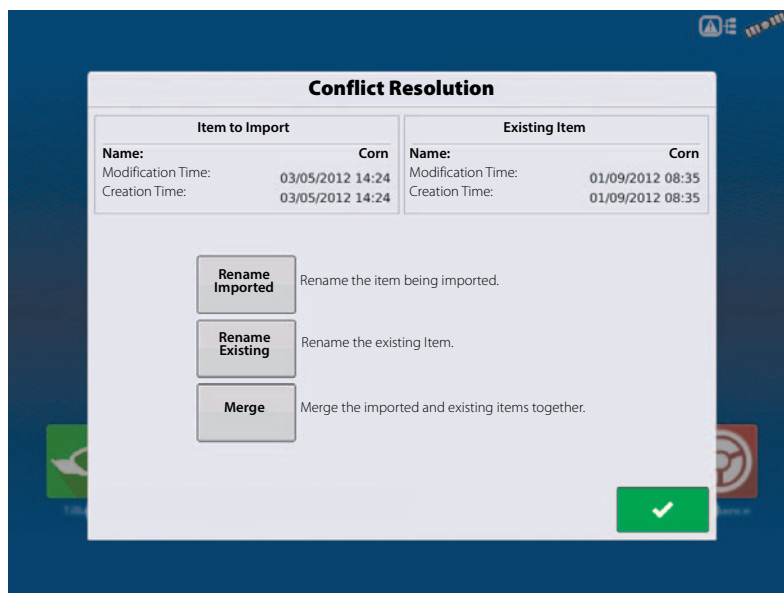 Conflict Resolution
Item to Import
Name: Corn
Modification Time: 03/05/2012 14:24
Creation Time: 03/05/2012 14:24
Existing Item
Name: Corn
Modification Time: 01/09/2012 08:35
Creation Time: 01/09/2012 08:35
Rename
Imported
Rename the item being imported.
Rename
Existing
Rename the existing Item.
Merge
Merge the imported and existing items together.